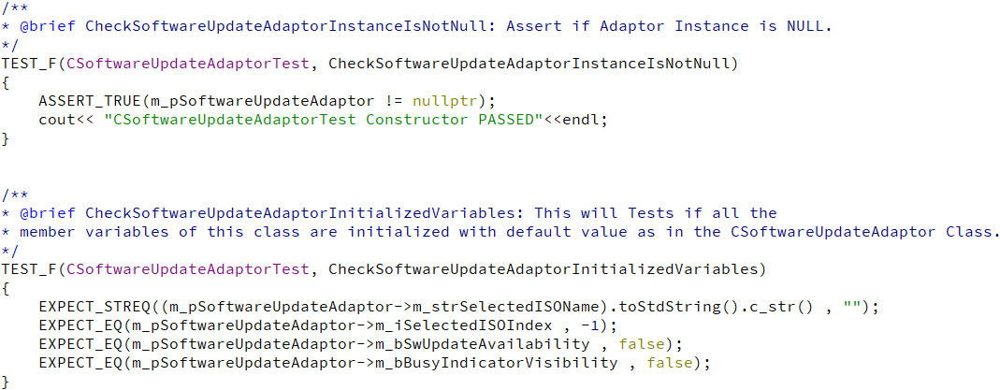 /**
* @brief CheckSoftwareUpdateAdaptorInstanceIsNotNull: Assert if Adaptor Instance is NULL.
*/
TEST_F(CSoftwareUpdateAdaptorTest, CheckSoftwareUpdateAdaptorInstanceIsNotNull)
{
    ASSERT_TRUE(m_pSoftwareUpdateAdaptor != nullptr);
    cout<< "CSoftwareUpdateAdaptorTest Constructor PASSED"<<endl;
}
/**
* @brief CheckSoftwareUpdateAdaptorInitializedVariables: This will Tests if all the
* member variables of this class are initialized with default value as in the CSoftwareUpdateAdaptor Class.
*/
TEST_F(CSoftwareUpdateAdaptorTest, CheckSoftwareUpdateAdaptorInitializedVariables)
{
    EXPECT_STREQ((m_pSoftwareUpdateAdaptor->m_strSelectedISOName).toStdString().c_str() , "");
    EXPECT_EQ(m_pSoftwareUpdateAdaptor->m_iSelectedISOIndex , -1);
    EXPECT_EQ(m_pSoftwareUpdateAdaptor->m_bSwUpdateAvailability , false);
    EXPECT_EQ(m_pSoftwareUpdateAdaptor->m_bBusyIndicatorVisibility , false);
}